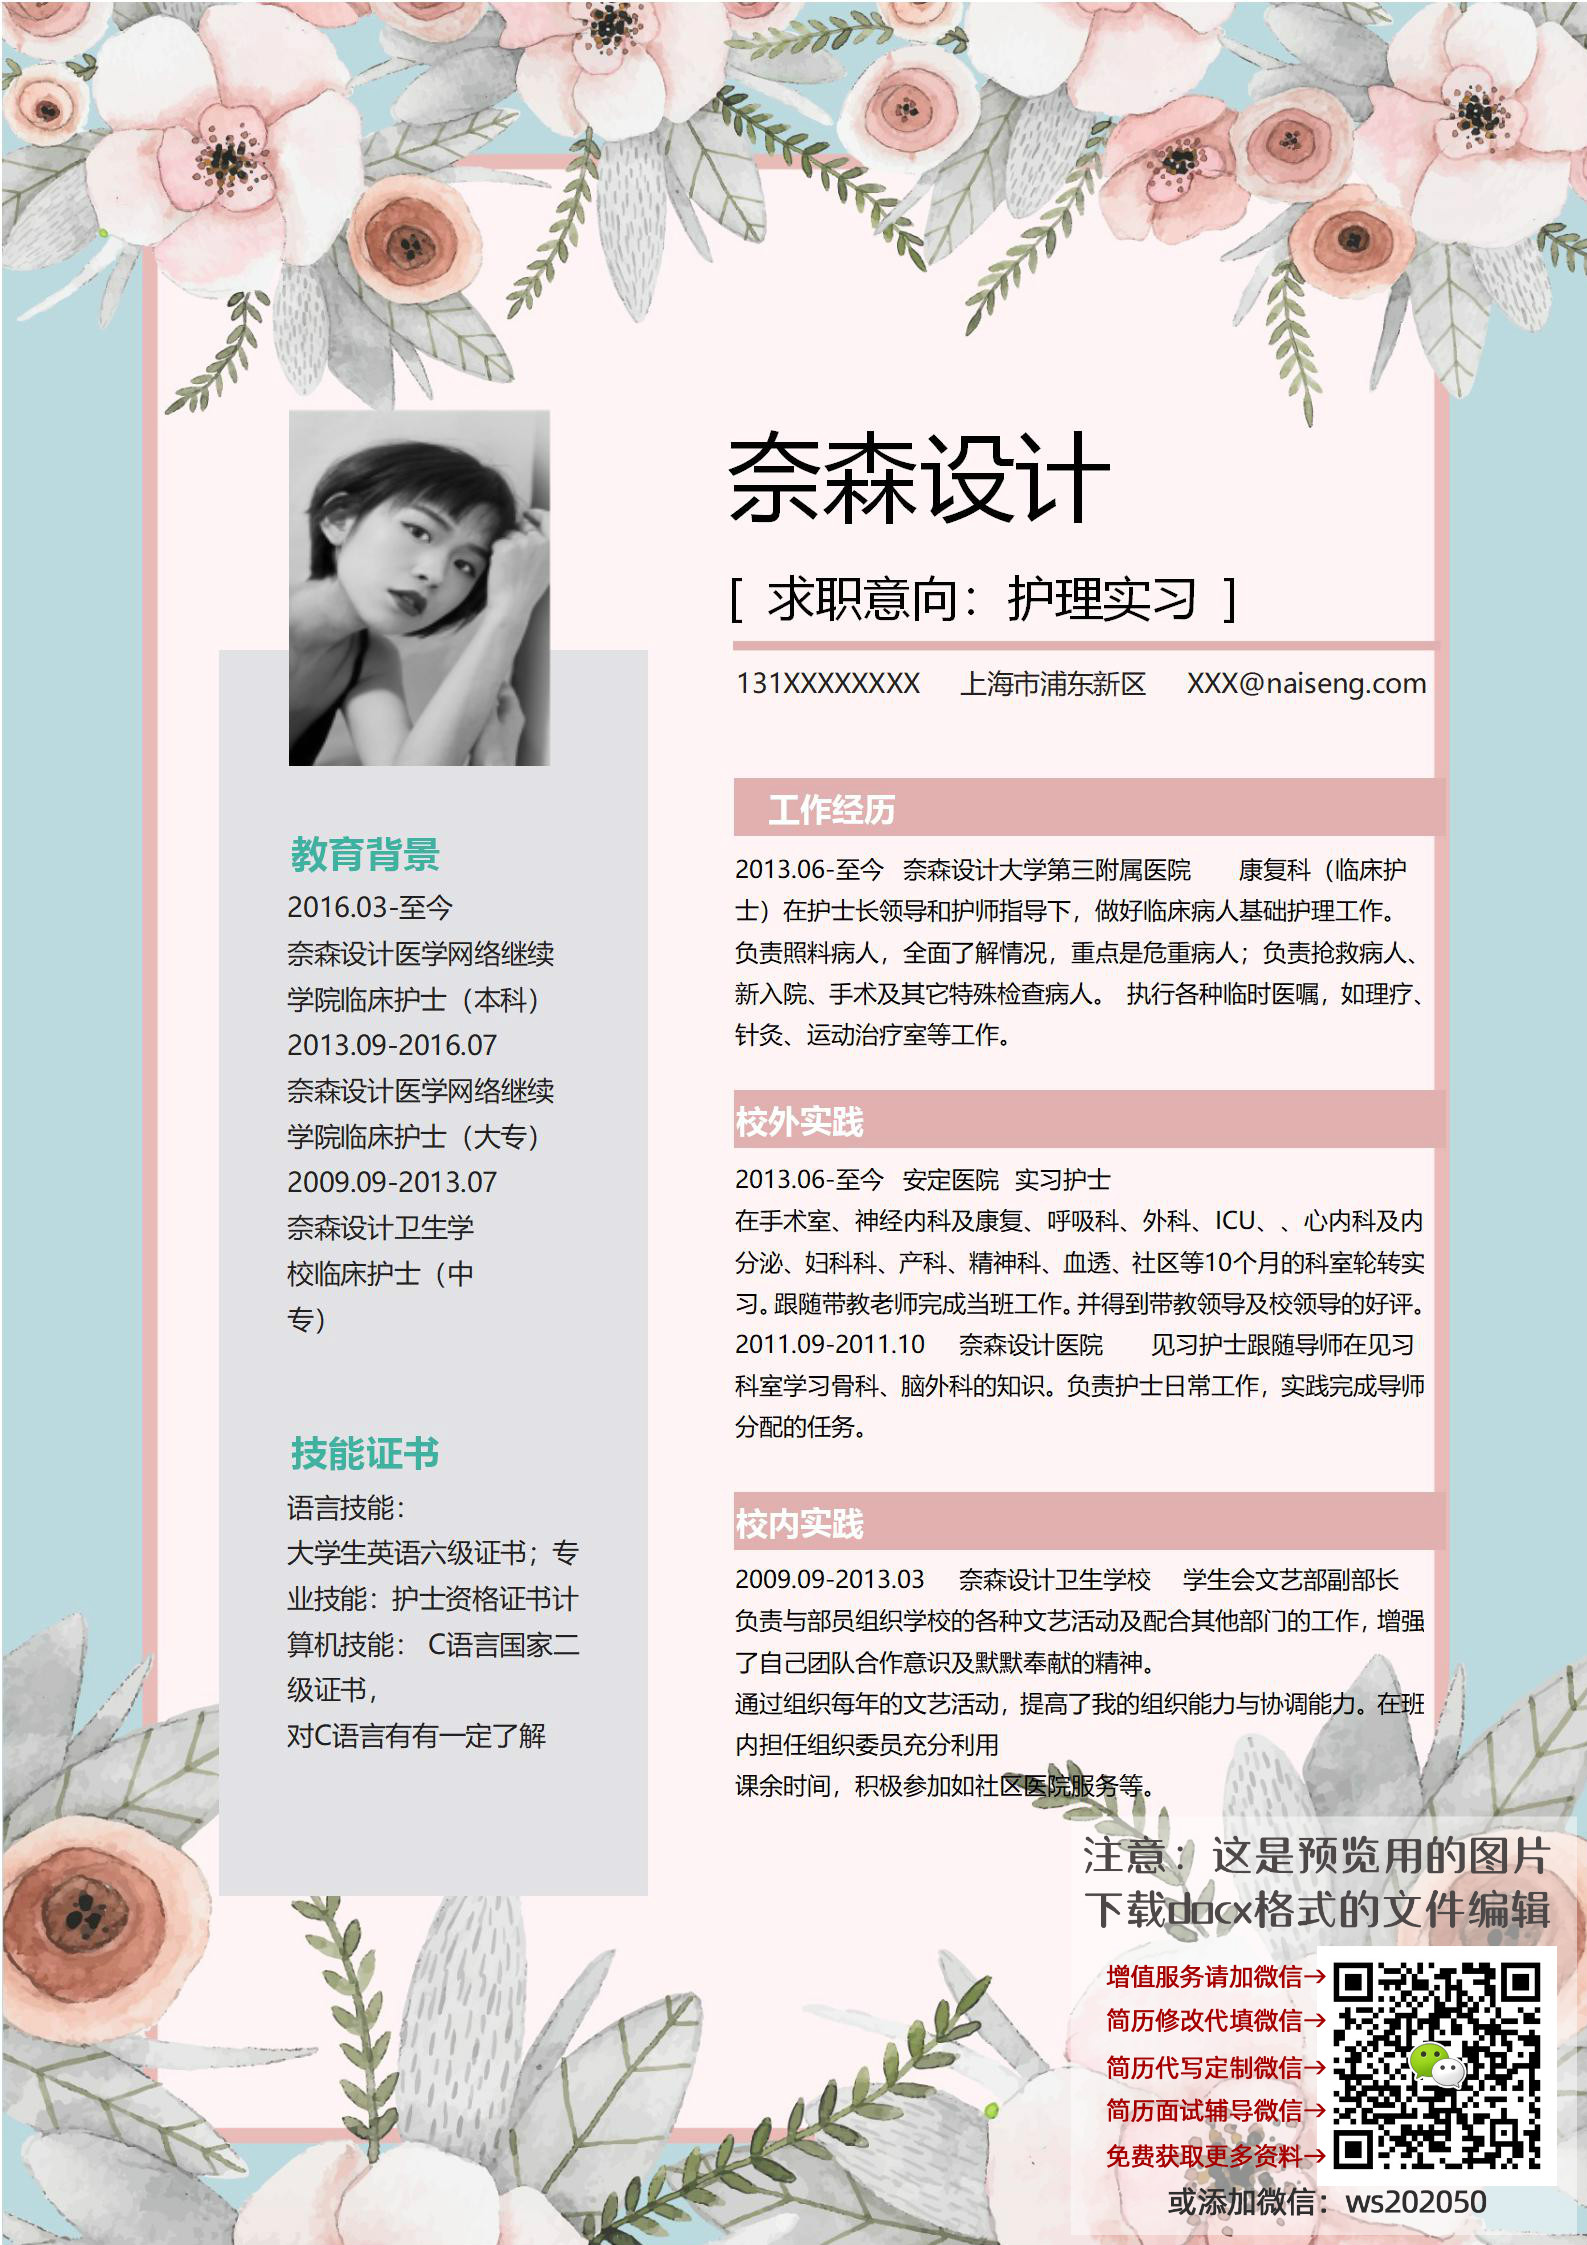 奈森设计
[ 求职意向：护理实习 ]
131XXXXXXXX 上海市浦东新区 XXX@naiseng.com
教育背景
2016.03-至今
奈森设计医学网络继续
学院临床护士（本科）
2013.09-2016.07
奈森设计医学网络继续
学院临床护士（大专）
2009.09-2013.07
奈森设计卫生学
校临床护士（中
专）
技能证书
语言技能：
大学生英语六级证书；专
业技能：护士资格证书计
算机技能： C语言国家二
级证书，
对C语言有有一定了解
工作经历
2013.06-至今 奈森设计大学第三附属医院 康复科（临床护
士）在护士长领导和护师指导下，做好临床病人基础护理工作。
负责照料病人，全面了解情况，重点是危重病人；负责抢救病人、
新入院、手术及其它特殊检查病人。 执行各种临时医嘱，如理疗、
针灸、运动治疗室等工作。
校外实践
2013.06-至今 安定医院 实习护士
在手术室、神经内科及康复、呼吸科、外科、ICU、、心内科及内
分泌、妇科科、产科、精神科、血透、社区等10个月的科室轮转实
习。跟随带教老师完成当班工作。并得到带教领导及校领导的好评。
2011.09-2011.10 奈森设计医院 见习护士跟随导师在见习
科室学习骨科、脑外科的知识。负责护士日常工作，实践完成导师
分配的任务。
校内实践
2009.09-2013.03 奈森设计卫生学校 学生会文艺部副部长
负责与部员组织学校的各种文艺活动及配合其他部门的工作，增强
了自己团队合作意识及默默奉献的精神。
通过组织每年的文艺活动，提高了我的组织能力与协调能力。在班
内担任组织委员充分利用
课余时间，积极参加如社区医院服务等。
注意：这是预览用的图片
下载docx格式的文件编辑
增值服务请加微信→
简历修改代填微信→
简历代写定制微信→
简历面试辅导微信→
免费获取更多资料→
或添加微信：ws202050